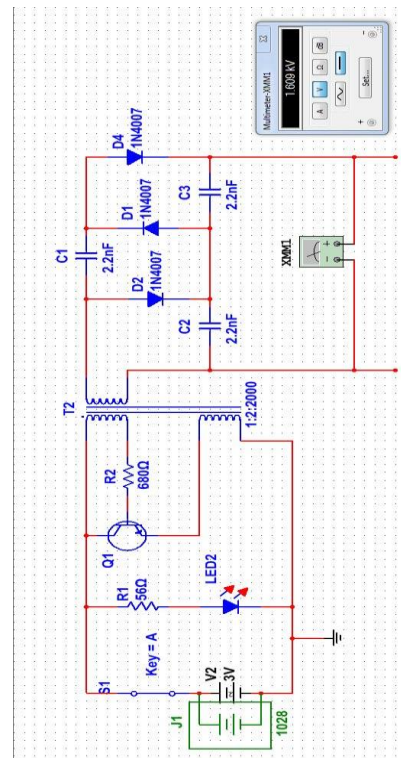 Multimeter-XMM1
1.609 kV
A
V
Ω
dB
Set...
+
-
D4
1N4007
D1
1N4007
D2
1N4007
C1
2.2nF
C3
2.2nF
C2
2.2nF
XMM1
T2
1:2:2000
R2
680Ω
Q1
R1
56Ω
LED2
S1
Key = A
V2
3V
J1
1028